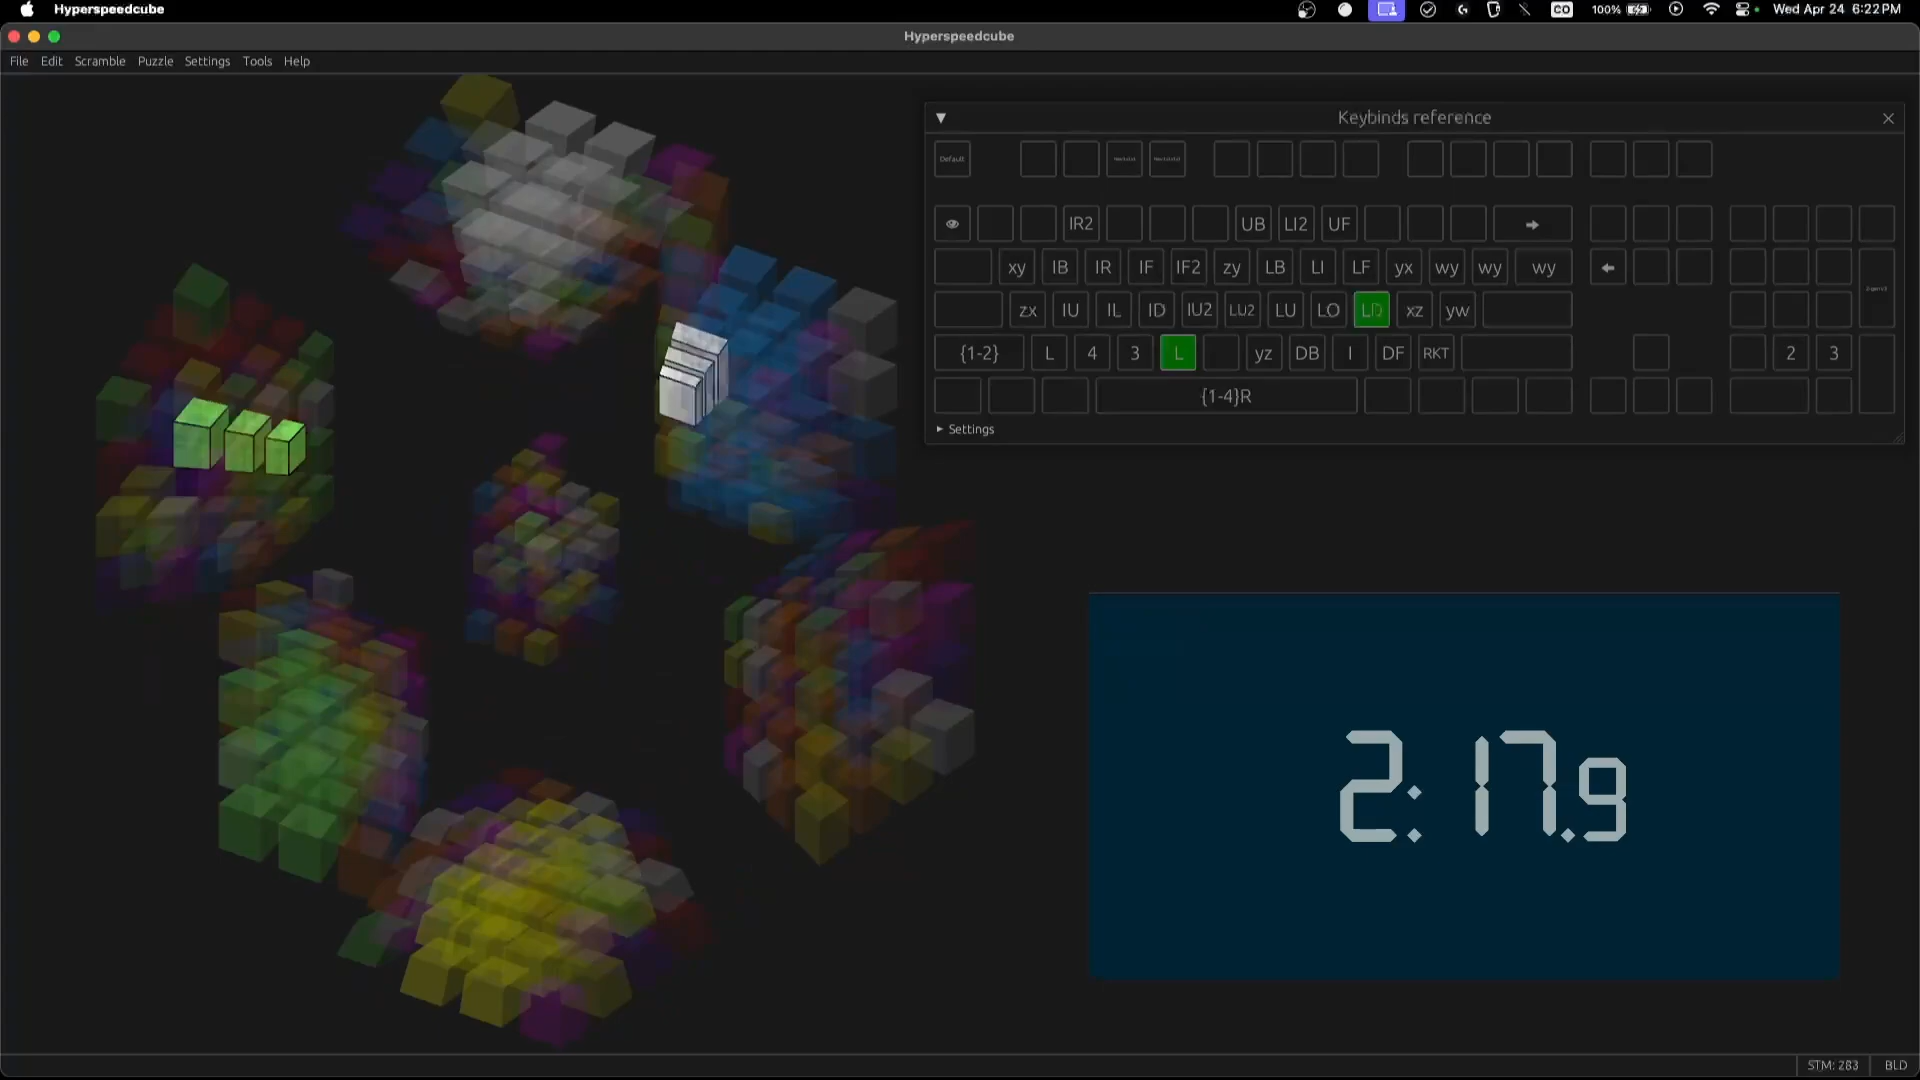 Hyperspeedcube
CO 100% Wed Apr 24 6:22 PM
Hyperspeedcube
File Edit Scramble Puzzle Settings Tools Help
Keybinds reference
Default
IR2 UB LI2 UF
xy IB IR IF IF2 zy LB LI LF yx wy wy wy
zx IU IL ID IU2 LU2 LU LO LD xz yw
{1-2} L 4 3 L yz DB I DF RKT 2 3
{1-4}R
Settings
2:17.9
STM: 283 BLD